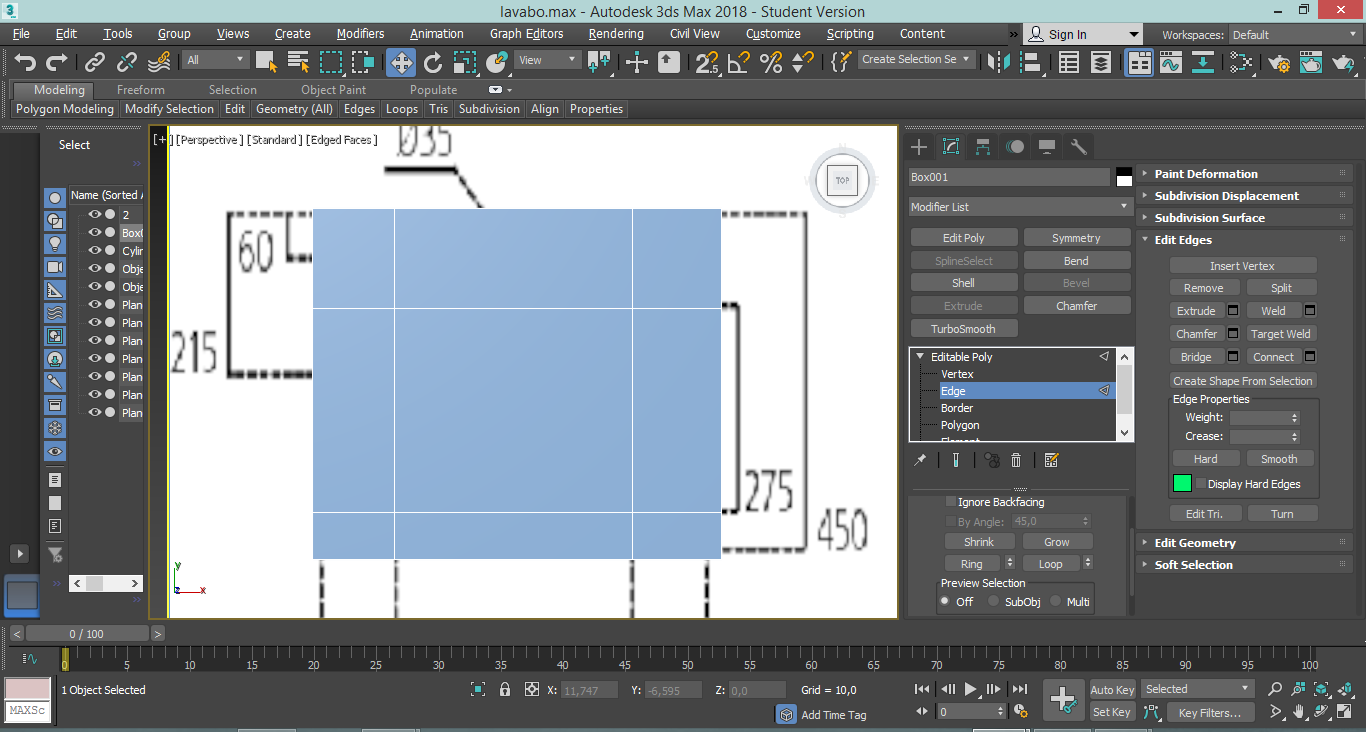 lavabo.max - Autodesk 3ds Max 2018 - Student Version
File Edit Tools Group Views Create Modifiers Animation Graph Editors Rendering Civil View Customize Scripting Content » Sign In Workspaces: Default
All View Create Selection Se
Modeling Freeform Selection Object Paint Populate
Polygon Modeling Modify Selection Edit Geometry (All) Edges Loops Tris Subdivision Align Properties
Select
Name (Sorted
2
Box0
Cylin
Obje
Obje
Plan
Plan
Plan
Plan
Plan
Plan
Plan
[+] [Perspective] [Standard] [Edged Faces]
Ø35
60
215
275
450
TOP
y
z
x
Box001
Modifier List
Edit Poly Symmetry
SplineSelect Bend
Shell Bevel
Extrude Chamfer
TurboSmooth
Editable Poly
Vertex
Edge
Border
Polygon
Ignore Backfacing
By Angle: 45,0
Shrink Grow
Ring Loop
Preview Selection
Off SubObj Multi
Paint Deformation
Subdivision Displacement
Subdivision Surface
Edit Edges
Insert Vertex
Remove Split
Extrude Weld
Chamfer Target Weld
Bridge Connect
Create Shape From Selection
Edge Properties
Weight:
Crease:
Hard Smooth
Display Hard Edges
Edit Tri. Turn
Edit Geometry
Soft Selection
< 0 / 100 >
0 5 10 15 20 25 30 35 40 45 50 55 60 65 70 75 80 85 90 95 100
MAXSc
1 Object Selected
X: 11,747 Y: -6,595 Z: 0,0 Grid = 10,0
Add Time Tag
0
Auto Key Selected
Set Key Key Filters...